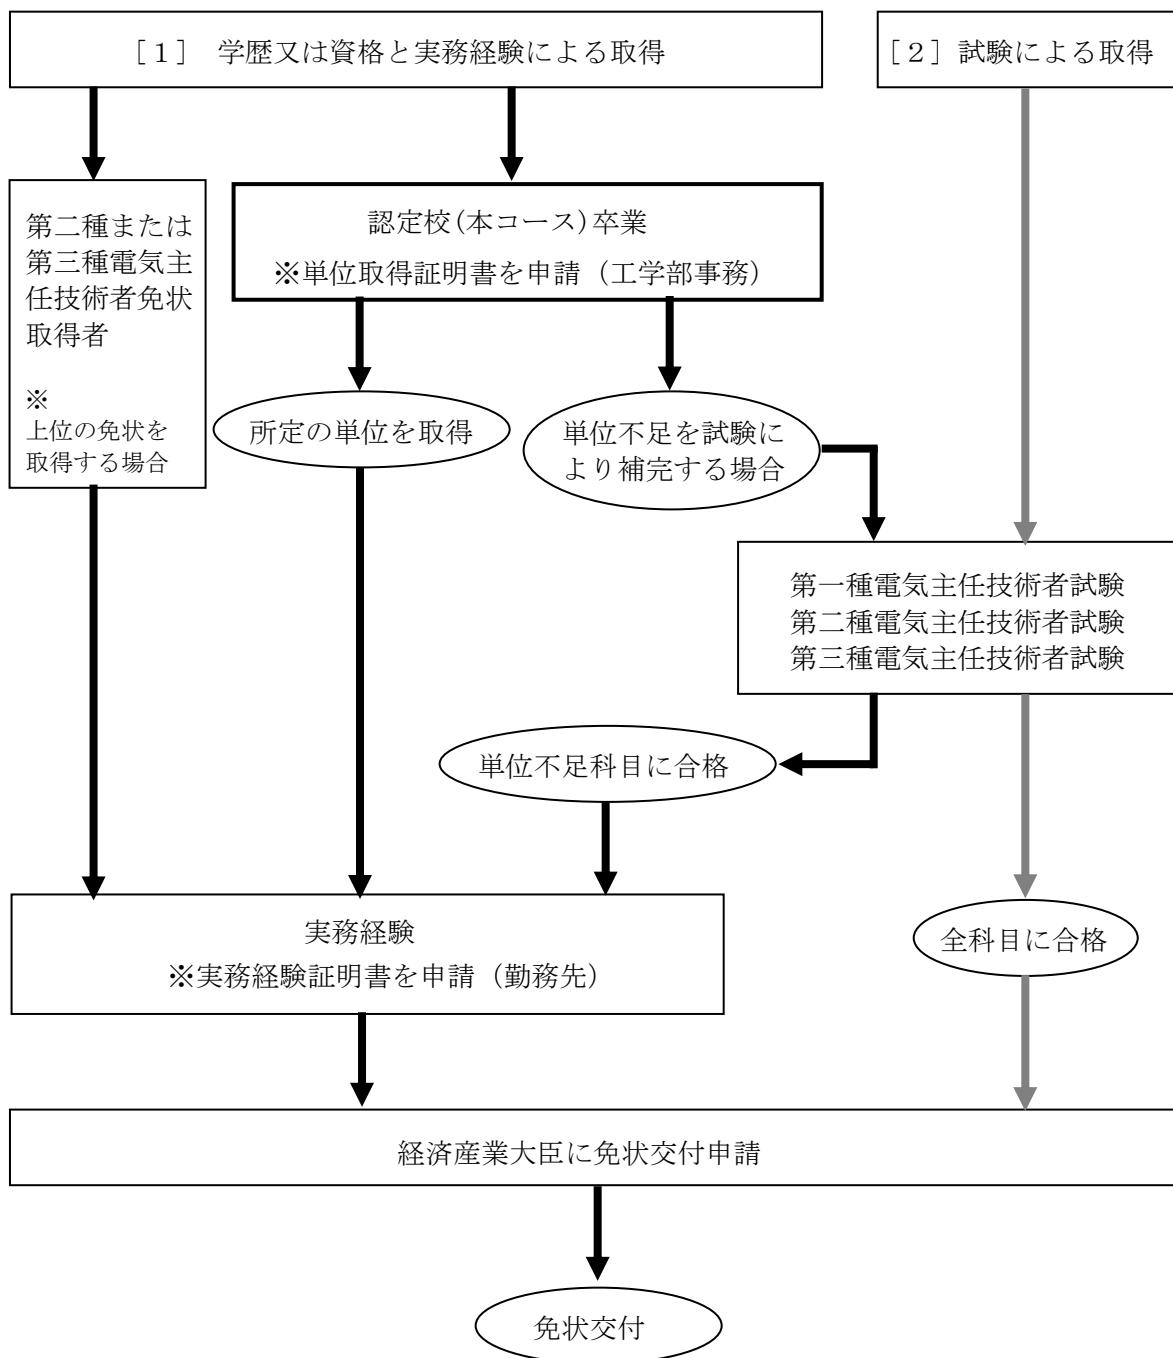 ［１］ 学歴又は資格と実務経験による取得
［２］試験による取得
第二種または
第三種電気主
任技術者免状
取得者
※
上位の免状を
取得する場合
認定校(本コース)卒業
※単位取得証明書を申請（工学部事務）
所定の単位を取得
単位不足を試験に
より補完する場合
第一種電気主任技術者試験
第二種電気主任技術者試験
第三種電気主任技術者試験
単位不足科目に合格
実務経験
※実務経験証明書を申請（勤務先）
全科目に合格
経済産業大臣に免状交付申請
免状交付